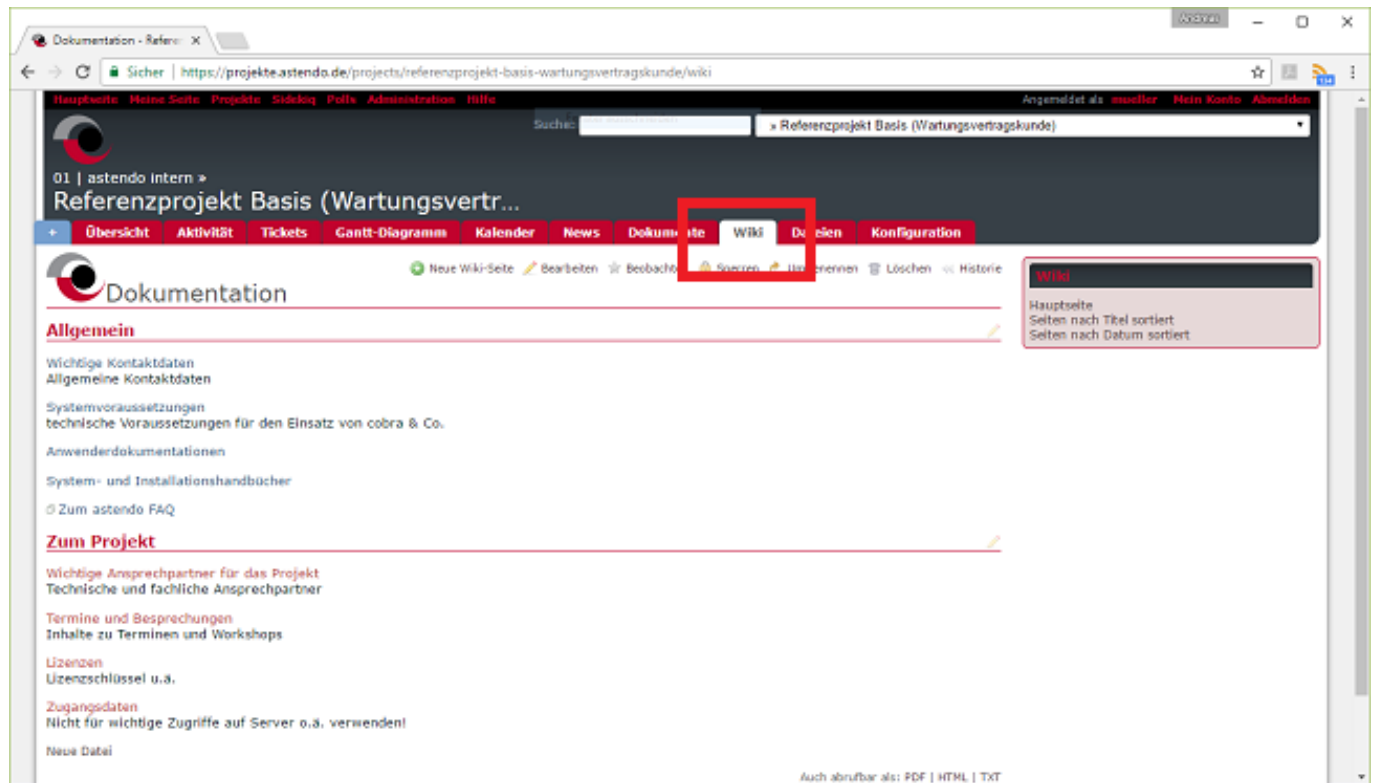 Andreas
Dokumentation - Refere
Sicher | https://projekte.astendo.de/projects/referenzprojekt-basis-wartungsvertragskunde/wiki
Hauptseite Meine Seite Projekte Sidekiq Polls Administration Hilfe Angemeldet als mueller Mein Konto Abmelden
Suche: » Referenzprojekt Basis (Wartungsvertragskunde)
01 | astendo intern »
Referenzprojekt Basis (Wartungsvertr...
+ Übersicht Aktivität Tickets Gantt-Diagramm Kalender News Dokumente Wiki Dateien Konfiguration
Neue Wiki-Seite Bearbeiten Beobachten Sperren Umbenennen Löschen Historie
Dokumentation
Allgemein
Wichtige Kontaktdaten
Allgemeine Kontaktdaten
Systemvoraussetzungen
technische Voraussetzungen für den Einsatz von cobra & Co.
Anwenderdokumentationen
System- und Installationshandbücher
Zum astendo FAQ
Zum Projekt
Wichtige Ansprechpartner für das Projekt
Technische und fachliche Ansprechpartner
Termine und Besprechungen
Inhalte zu Terminen und Workshops
Lizenzen
Lizenzschlüssel u.ä.
Zugangsdaten
Nicht für wichtige Zugriffe auf Server o.ä. verwenden!
Neue Datei
Auch abrufbar als: PDF | HTML | TXT
Wiki
Hauptseite
Seiten nach Titel sortiert
Seiten nach Datum sortiert